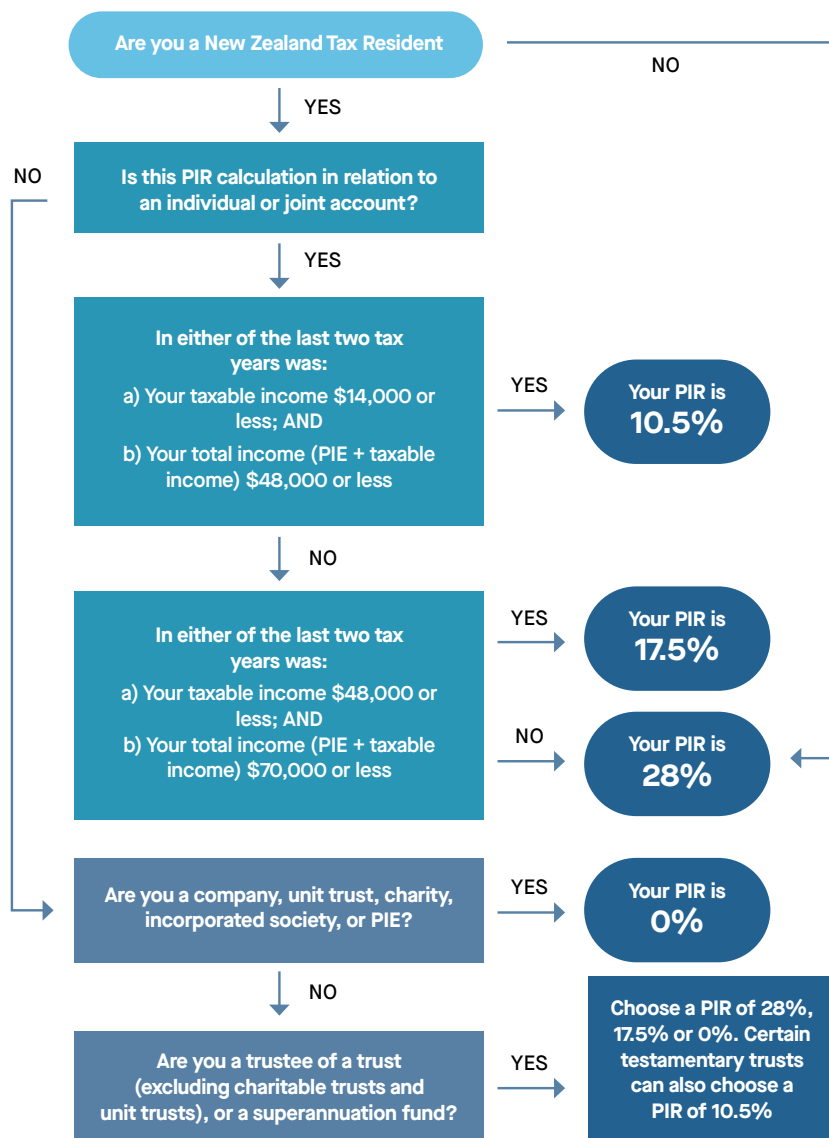 Are you a New Zealand Tax Resident
NO
YES
NO
Is this PIR calculation in relation to
an individual or joint account?
YES
In either of the last two tax
years was:
a) Your taxable income $14,000 or
less; AND
b) Your total income (PIE + taxable
income) $48,000 or less
YES
Your PIR is
10.5%
NO
In either of the last two tax
years was:
a) Your taxable income $48,000 or
less; AND
b) Your total income (PIE + taxable
income) $70,000 or less
YES
Your PIR is
17.5%
NO
Your PIR is
28%
Are you a company, unit trust, charity,
incorporated society, or PIE?
YES
Your PIR is
0%
NO
Are you a trustee of a trust
(excluding charitable trusts and
unit trusts), or a superannuation fund?
YES
Choose a PIR of 28%,
17.5% or 0%. Certain
testamentary trusts
can also choose a
PIR of 10.5%